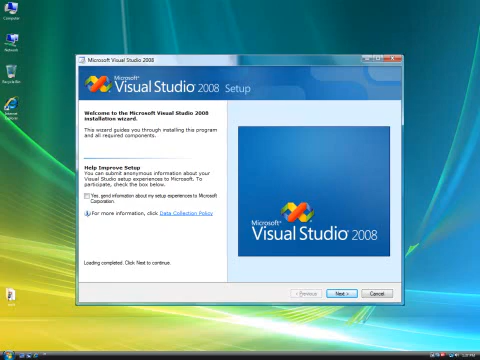 Computer
Network
Recycle Bin
Internet
Explorer
Microsoft Visual Studio 2008
Microsoft®
Visual Studio® 2008 Setup
Welcome to the Microsoft Visual Studio 2008
installation wizard.
This wizard guides you through installing this program
and all required components.
Help Improve Setup
You can submit anonymous information about your
Visual Studio setup experiences to Microsoft. To
participate, check the box below.
Yes, send information about my setup experiences to Microsoft
Corporation.
For more information, click Data Collection Policy
Loading completed. Click Next to continue.
Microsoft®
Visual Studio® 2008
< Previous
Next >
Cancel